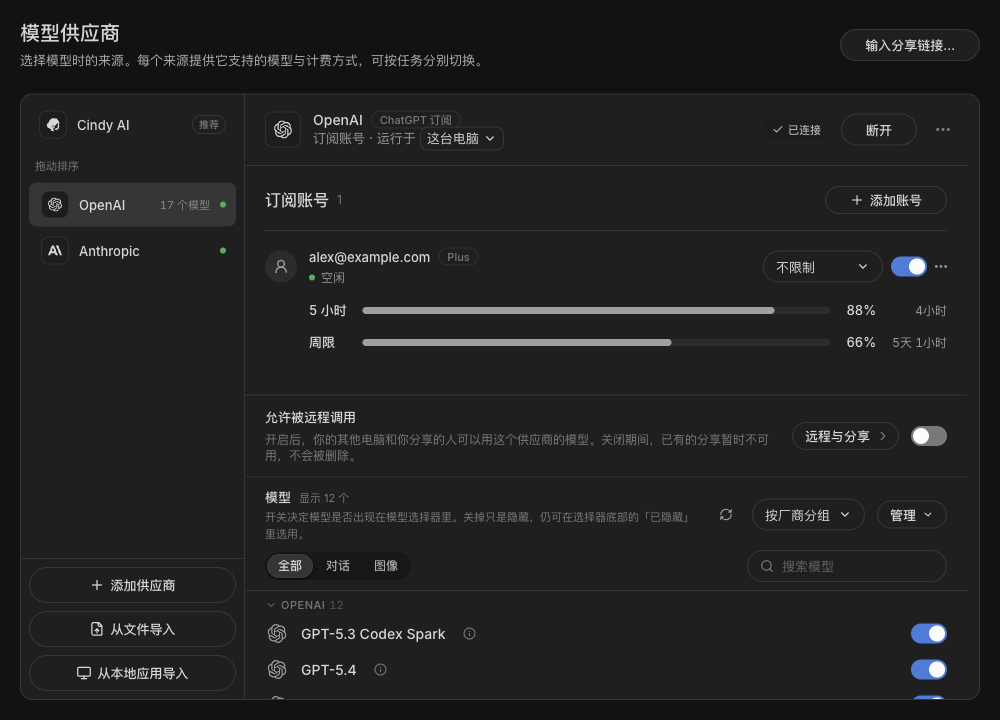 模型供应商
选择模型时的来源。每个来源提供它支持的模型与计费方式，可按任务分别切换。
输入分享链接...
Cindy AI 推荐
拖动排序
OpenAI 17 个模型
Anthropic
添加供应商
从文件导入
从本地应用导入
OpenAI ChatGPT 订阅
订阅账号 · 运行于 这台电脑
已连接 断开
订阅账号 1
添加账号
alex@example.com Plus
空闲
不限制
5 小时 88% 4小时
周限 66% 5天 1小时
允许被远程调用
开启后，你的其他电脑和你分享的人可以用这个供应商的模型。关闭期间，已有的分享暂时不可
用，不会被删除。
远程与分享
模型 显示 12 个
开关决定模型是否出现在模型选择器里。关掉只是隐藏，仍可在选择器底部的「已隐藏」
里选用。
按厂商分组 管理
全部 对话 图像
搜索模型
OPENAI 12
GPT-5.3 Codex Spark
GPT-5.4